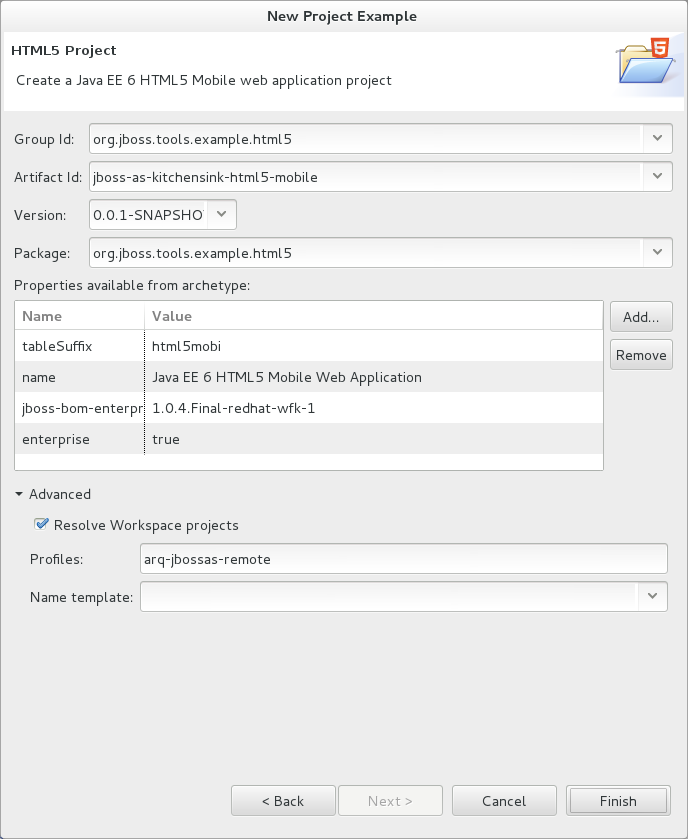 New Project Example
HTML5 Project
Create a Java EE 6 HTML5 Mobile web application project
5
Group Id: org.jboss.tools.example.html5
Artifact Id: jboss-as-kitchensink-html5-mobile
Version: 0.0.1-SNAPSHO
Package: org.jboss.tools.example.html5
Properties available from archetype:
Name Value
Add...
tableSuffix html5mobi
Remove
name Java EE 6 HTML5 Mobile Web Application
jboss-bom-enterpr 1.0.4.Final-redhat-wfk-1
enterprise true
Advanced
Resolve Workspace projects
Profiles: arq-jbossas-remote
Name template:
< Back Next > Cancel Finish